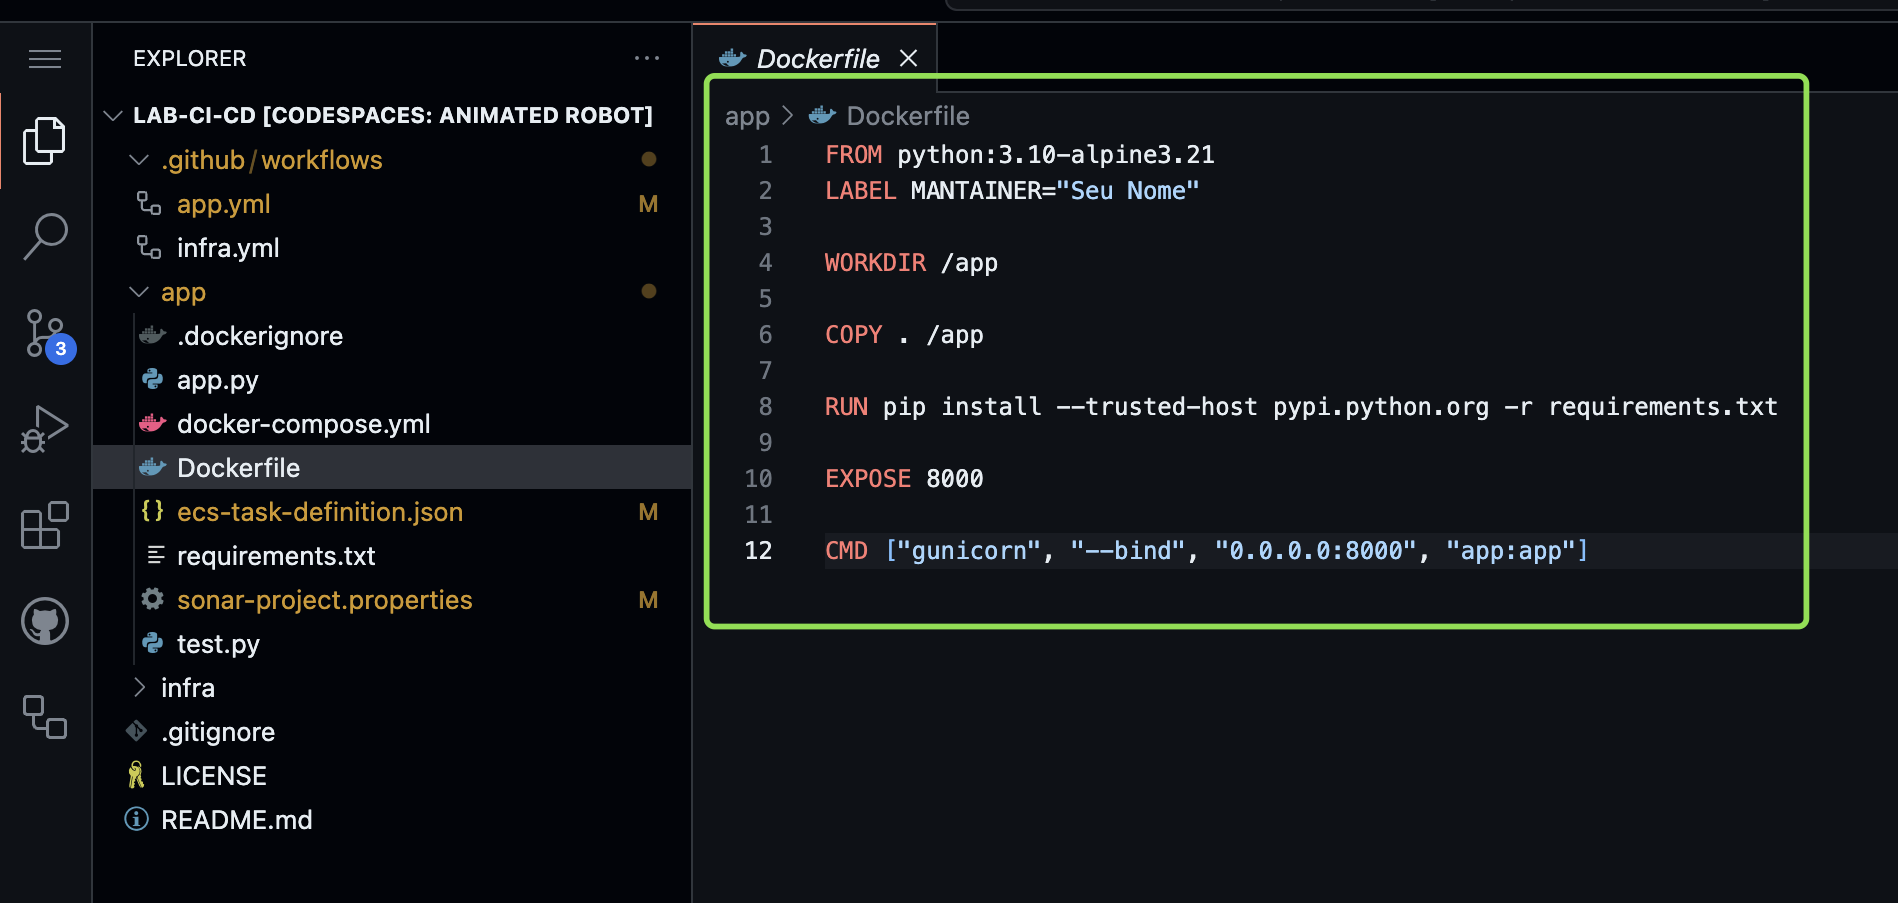 EXPLORER ···
LAB-CI-CD [CODESPACES: ANIMATED ROBOT]
.github/workflows
app.yml M
infra.yml
app
.dockerignore
app.py
docker-compose.yml
Dockerfile
ecs-task-definition.json M
requirements.txt
sonar-project.properties M
test.py
infra
.gitignore
LICENSE
README.md
3
Dockerfile
app > Dockerfile
1 FROM python:3.10-alpine3.21
2 LABEL MANTAINER="Seu Nome"
3
4 WORKDIR /app
5
6 COPY . /app
7
8 RUN pip install --trusted-host pypi.python.org -r requirements.txt
9
10 EXPOSE 8000
11
12 CMD ["gunicorn", "--bind", "0.0.0.0:8000", "app:app"]